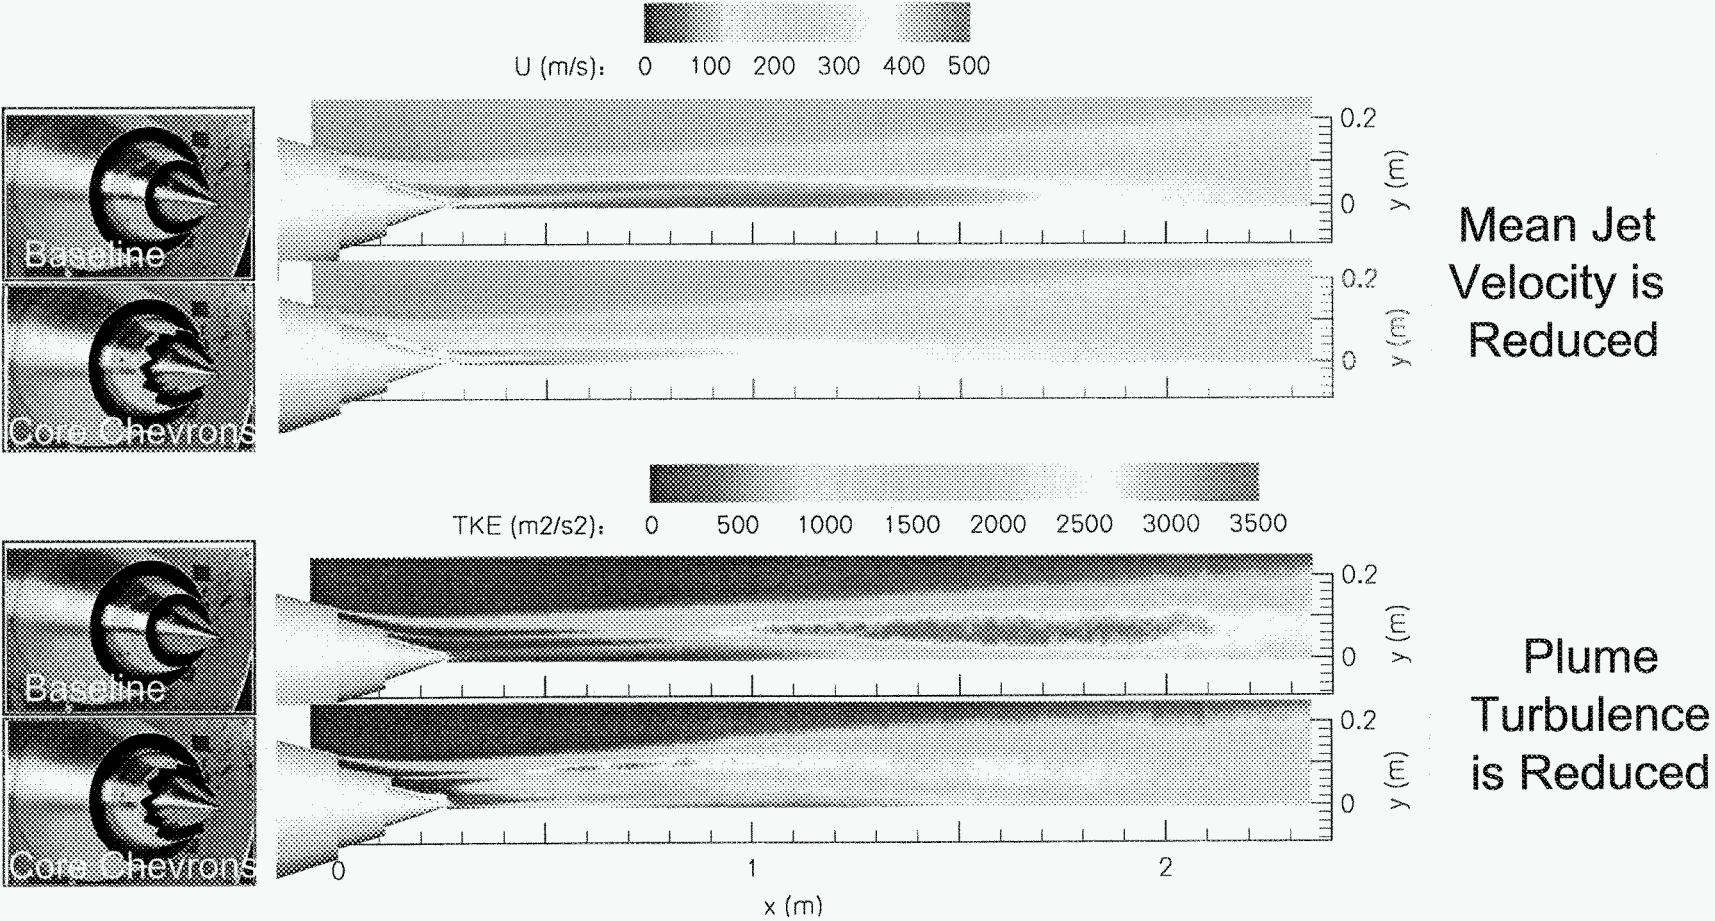 U (m/s): 0 100 200 300 400 500
Baseline
0.2
0
y (m)
Mean Jet
Velocity is
Reduced
Core Chevrons
0.2
0
y (m)
TKE (m2/s2): 0 500 1000 1500 2000 2500 3000 3500
Baseline
0.2
0
y (m)
Plume
Turbulence
is Reduced
Core Chevrons
0.2
0
y (m)
0 1 2
x (m)